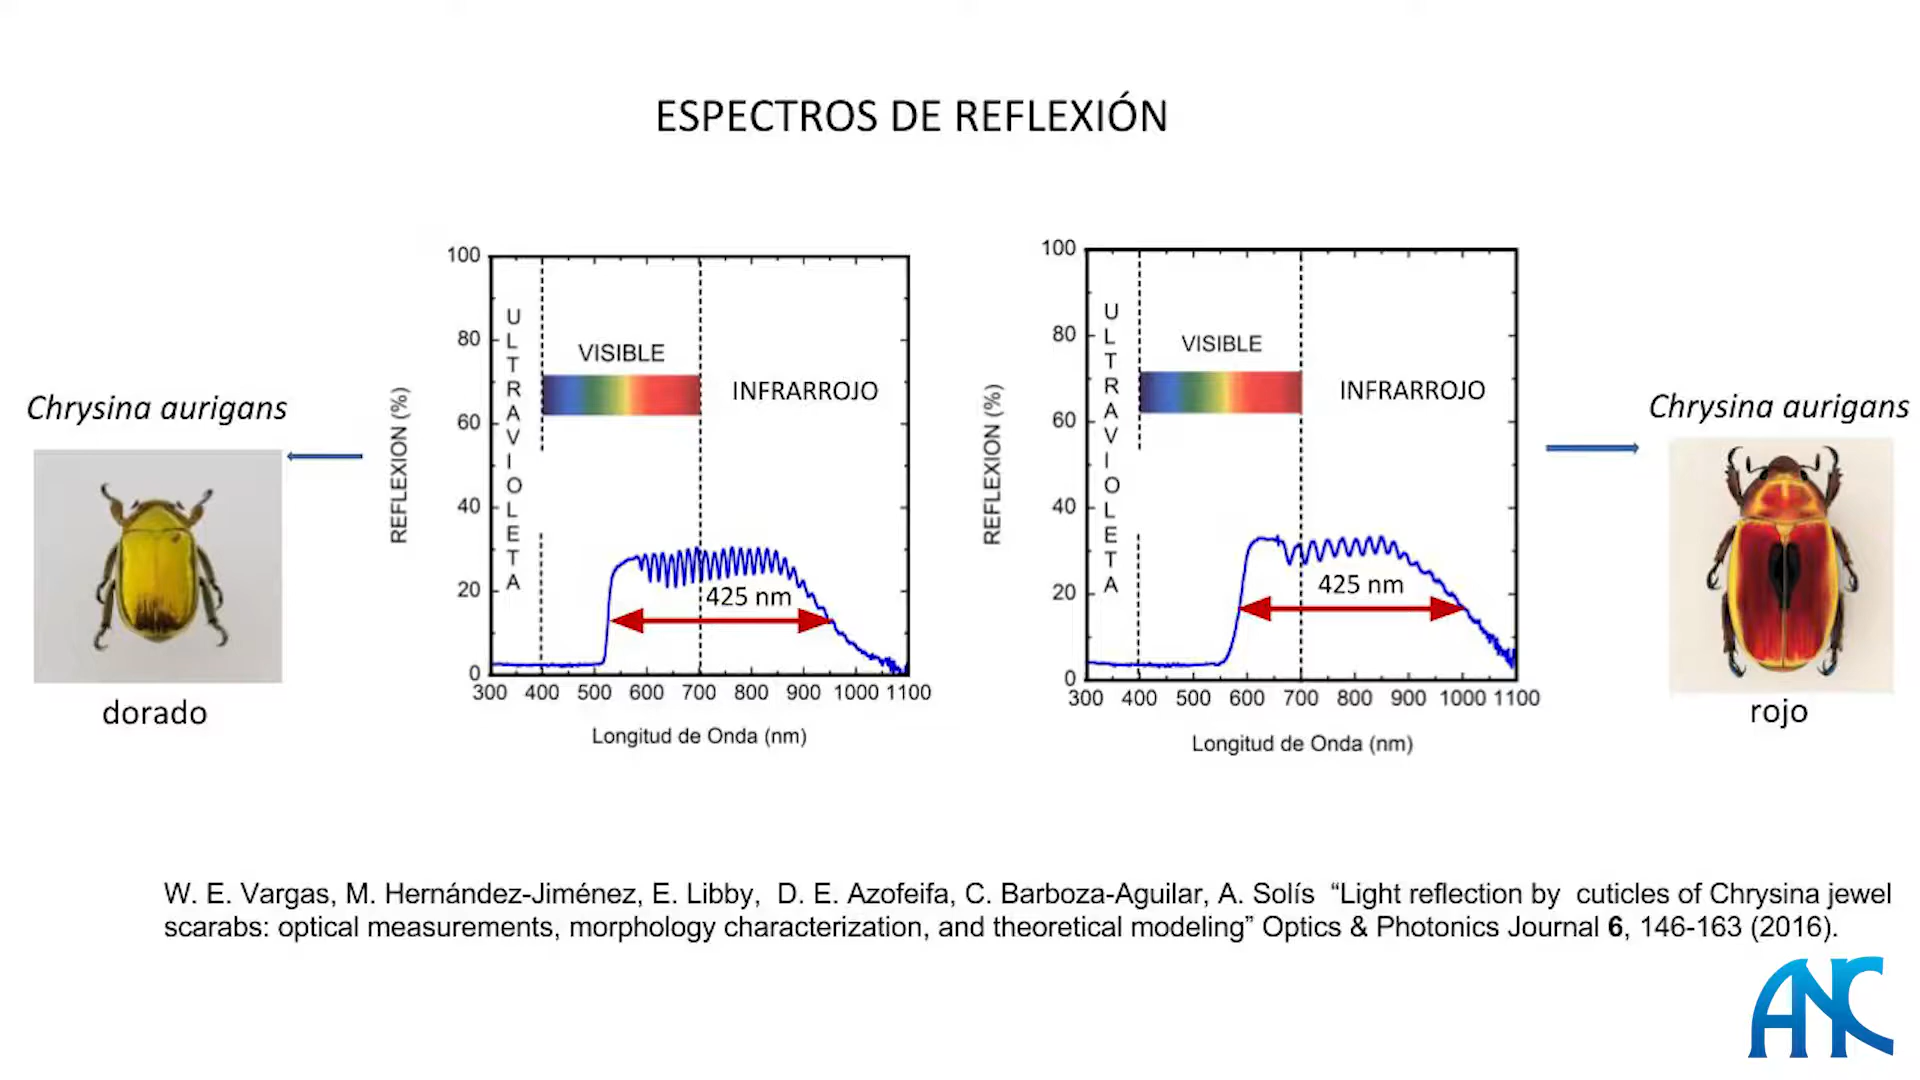 ESPECTROS DE REFLEXIÓN
Chrysina aurigans
dorado
REFLEXION (%)
100
80
60
40
20
0
ULTRAVIOLETA
VISIBLE
INFRARROJO
425 nm
300 400 500 600 700 800 900 1000 1100
Longitud de Onda (nm)
REFLEXION (%)
100
80
60
40
20
0
ULTRAVIOLETA
VISIBLE
INFRARROJO
425 nm
300 400 500 600 700 800 900 1000 1100
Longitud de Onda (nm)
Chrysina aurigans
rojo
W. E. Vargas, M. Hernández-Jiménez, E. Libby, D. E. Azofeifa, C. Barboza-Aguilar, A. Solís “Light reflection by cuticles of Chrysina jewel
scarabs: optical measurements, morphology characterization, and theoretical modeling” Optics & Photonics Journal 6, 146-163 (2016).
ANC